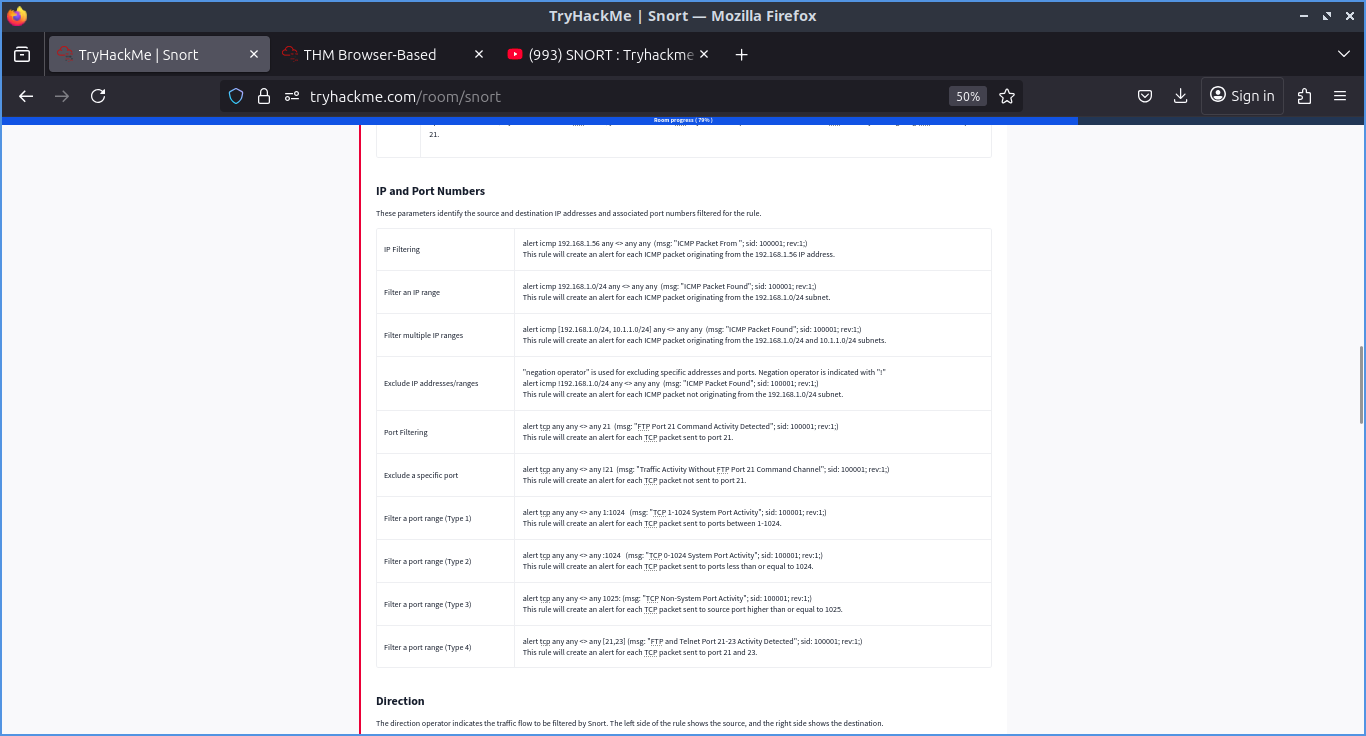 TryHackMe | Snort — Mozilla Firefox
TryHackMe | Snort
THM Browser-Based
(993) SNORT : Tryhackme
tryhackme.com/room/snort
50%
Sign in
Room progress ( 79% )
21.
IP and Port Numbers
These parameters identify the source and destination IP addresses and associated port numbers filtered for the rule.
IP Filtering
alert icmp 192.168.1.56 any <> any any (msg: "ICMP Packet From "; sid: 100001; rev:1;)
This rule will create an alert for each ICMP packet originating from the 192.168.1.56 IP address.
Filter an IP range
alert icmp 192.168.1.0/24 any <> any any (msg: "ICMP Packet Found"; sid: 100001; rev:1;)
This rule will create an alert for each ICMP packet originating from the 192.168.1.0/24 subnet.
Filter multiple IP ranges
alert icmp [192.168.1.0/24, 10.1.1.0/24] any <> any any (msg: "ICMP Packet Found"; sid: 100001; rev:1;)
This rule will create an alert for each ICMP packet originating from the 192.168.1.0/24 and 10.1.1.0/24 subnets.
Exclude IP addresses/ranges
"negation operator" is used for excluding specific addresses and ports. Negation operator is indicated with "!"
alert icmp !192.168.1.0/24 any <> any any (msg: "ICMP Packet Found"; sid: 100001; rev:1;)
This rule will create an alert for each ICMP packet not originating from the 192.168.1.0/24 subnet.
Port Filtering
alert tcp any any <> any 21 (msg: "FTP Port 21 Command Activity Detected"; sid: 100001; rev:1;)
This rule will create an alert for each TCP packet sent to port 21.
Exclude a specific port
alert tcp any any <> any !21 (msg: "Traffic Activity Without FTP Port 21 Command Channel"; sid: 100001; rev:1;)
This rule will create an alert for each TCP packet not sent to port 21.
Filter a port range (Type 1)
alert tcp any any <> any 1:1024 (msg: "TCP 1-1024 System Port Activity"; sid: 100001; rev:1;)
This rule will create an alert for each TCP packet sent to ports between 1-1024.
Filter a port range (Type 2)
alert tcp any any <> any :1024 (msg: "TCP 0-1024 System Port Activity"; sid: 100001; rev:1;)
This rule will create an alert for each TCP packet sent to ports less than or equal to 1024.
Filter a port range (Type 3)
alert tcp any any <> any 1025: (msg: "TCP Non-System Port Activity"; sid: 100001; rev:1;)
This rule will create an alert for each TCP packet sent to source port higher than or equal to 1025.
Filter a port range (Type 4)
alert tcp any any <> any [21,23] (msg: "FTP and Telnet Port 21-23 Activity Detected"; sid: 100001; rev:1;)
This rule will create an alert for each TCP packet sent to port 21 and 23.
Direction
The direction operator indicates the traffic flow to be filtered by Snort. The left side of the rule shows the source, and the right side shows the destination.